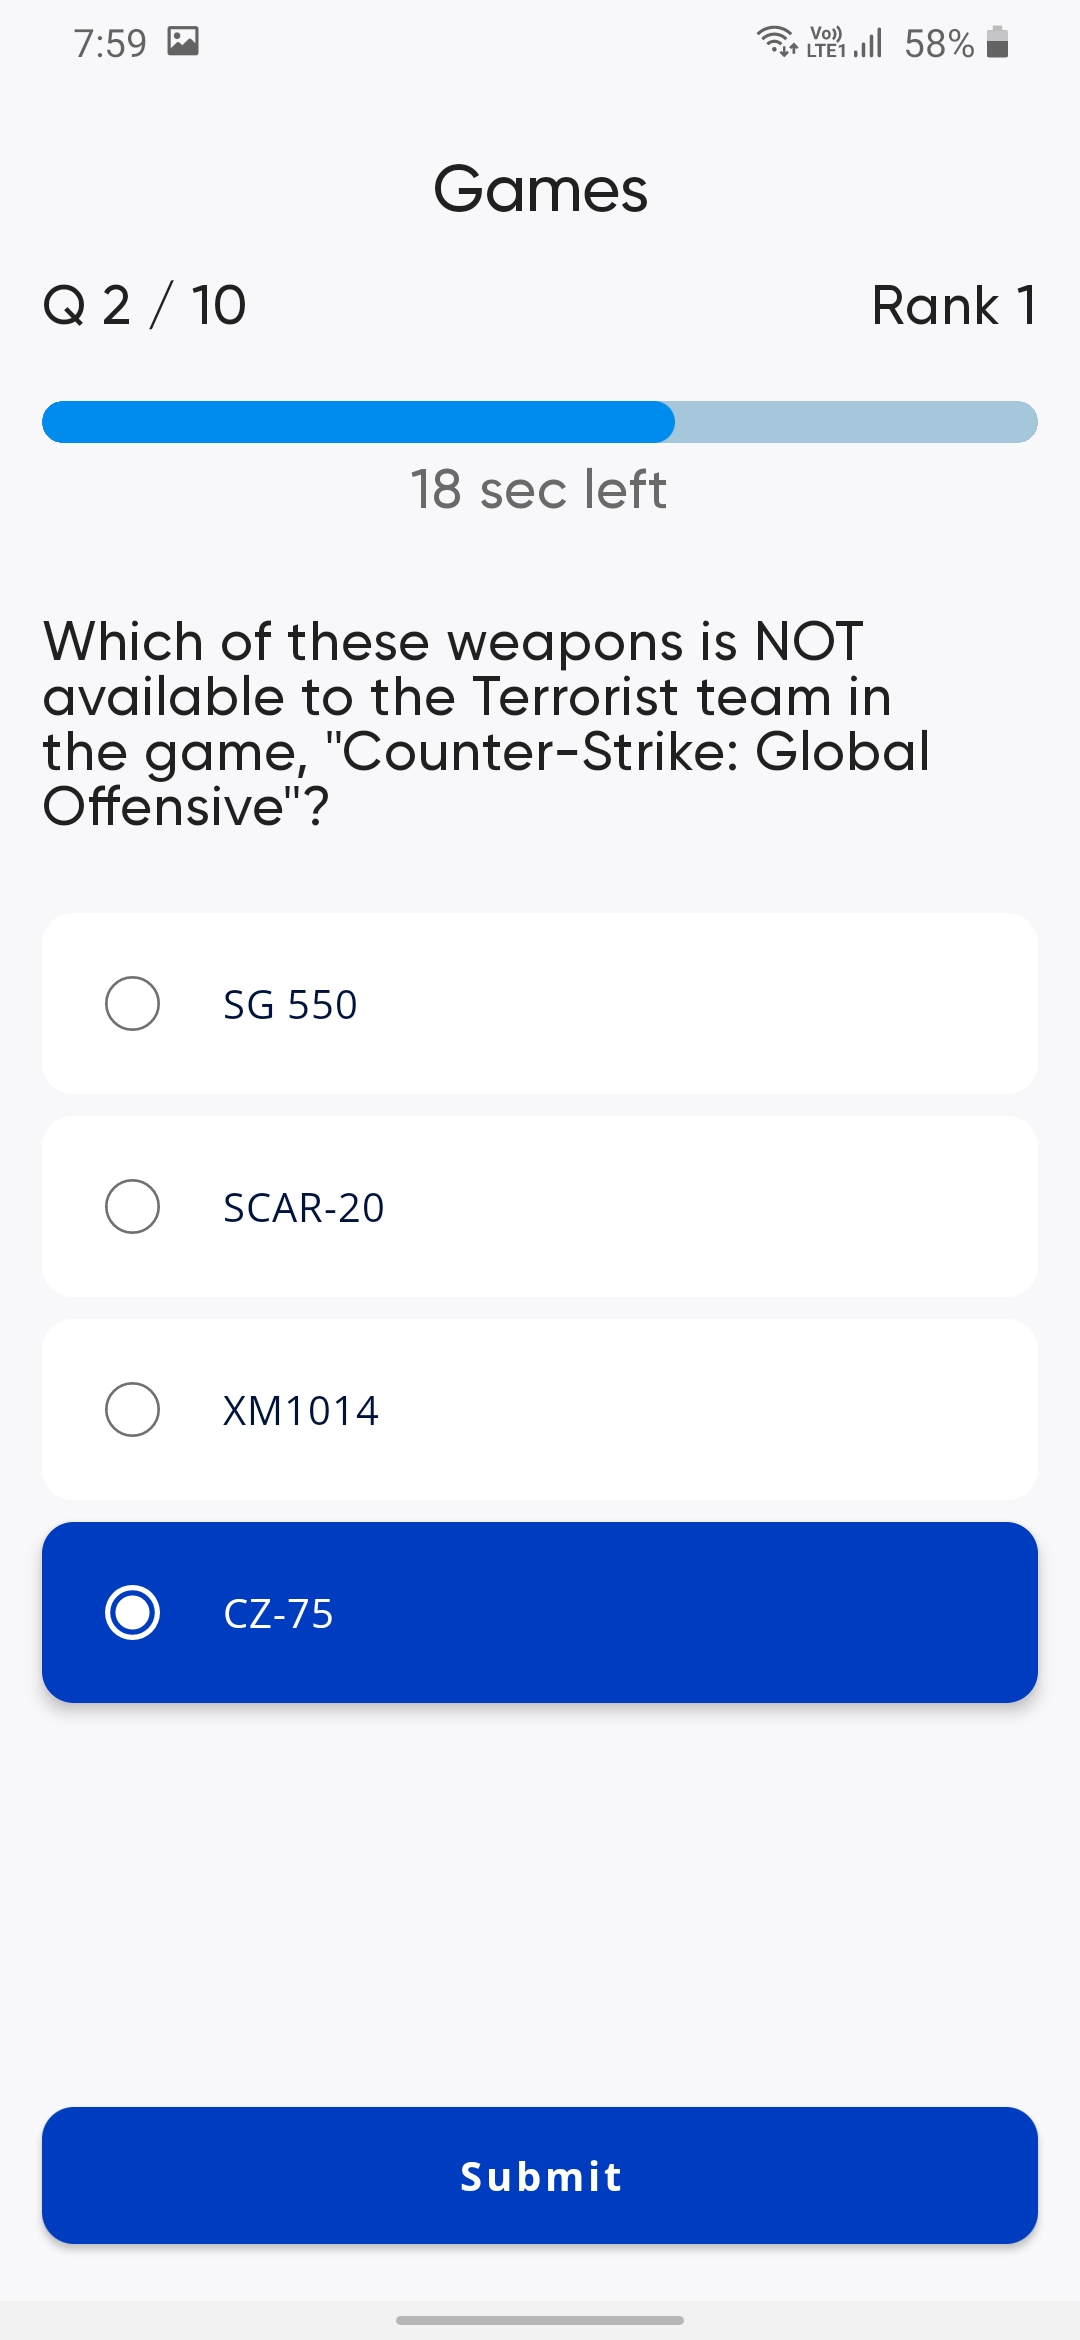 7:59
Vo))
LTE1
58%
Games
Q 2 / 10
Rank 1
18 sec left
Which of these weapons is NOT
available to the Terrorist team in
the game, "Counter-Strike: Global
Offensive"?
SG 550
SCAR-20
XM1014
CZ-75
Submit